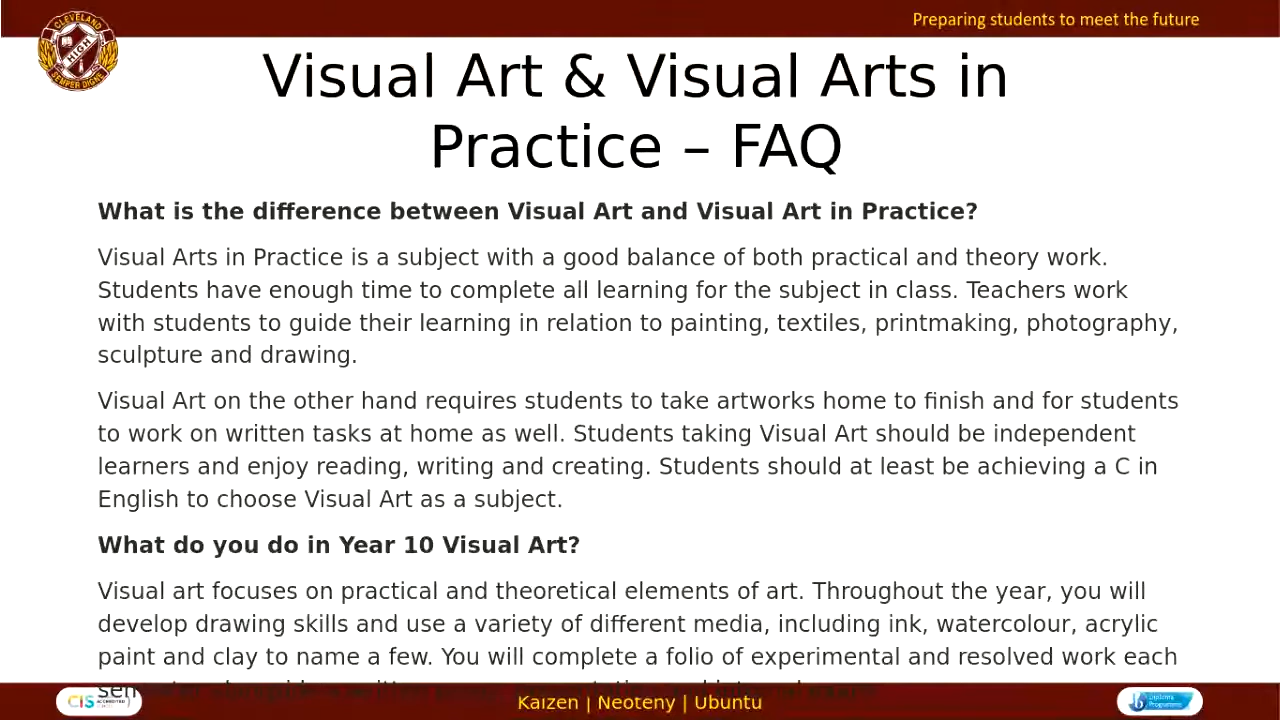 Preparing students to meet the future
CLEVELAND
HIGH
SEMPER DIGNE
Visual Art & Visual Arts in
Practice – FAQ
What is the difference between Visual Art and Visual Art in Practice?
Visual Arts in Practice is a subject with a good balance of both practical and theory work.
Students have enough time to complete all learning for the subject in class. Teachers work
with students to guide their learning in relation to painting, textiles, printmaking, photography,
sculpture and drawing.
Visual Art on the other hand requires students to take artworks home to finish and for students
to work on written tasks at home as well. Students taking Visual Art should be independent
learners and enjoy reading, writing and creating. Students should at least be achieving a C in
English to choose Visual Art as a subject.
What do you do in Year 10 Visual Art?
Visual art focuses on practical and theoretical elements of art. Throughout the year, you will
develop drawing skills and use a variety of different media, including ink, watercolour, acrylic
paint and clay to name a few. You will complete a folio of experimental and resolved work each
CIS
Kaizen | Neoteny | Ubuntu
Diploma
Programme